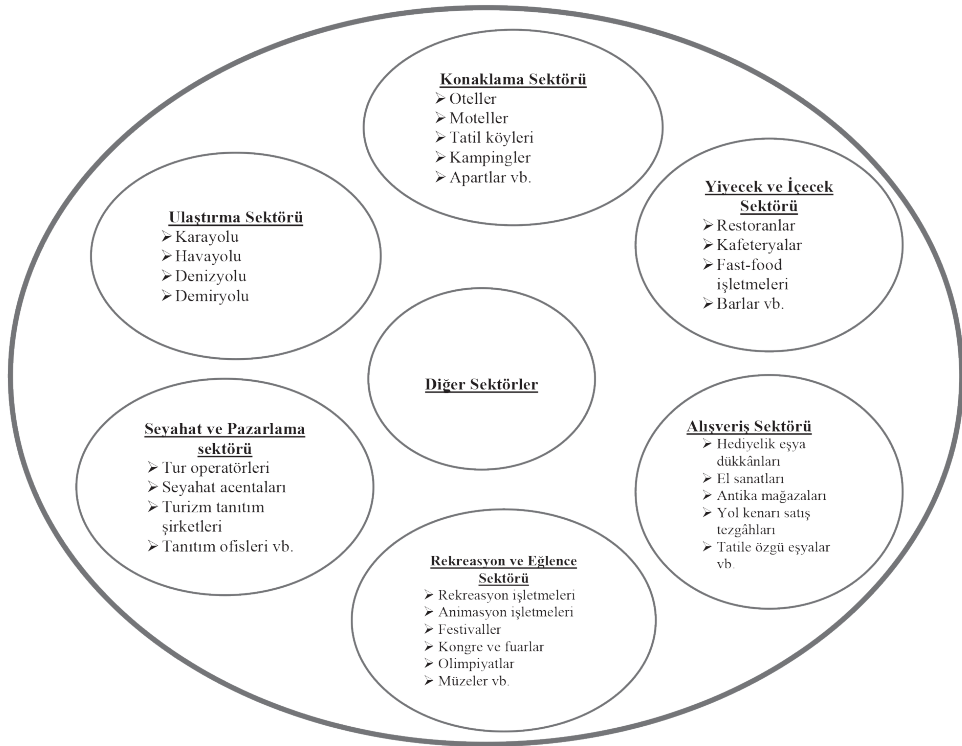 Konaklama Sektörü
➢ Oteller
➢ Moteller
➢ Tatil köyleri
➢ Kampingler
➢ Apartlar vb.
Yiyecek ve İçecek
Sektörü
➢ Restoranlar
➢ Kafeteryalar
➢ Fast-food
işletmeleri
➢ Barlar vb.
Ulaştırma Sektörü
➢ Karayolu
➢ Havayolu
➢ Denizyolu
➢ Demiryolu
Diğer Sektörler
Seyahat ve Pazarlama
sektörü
➢ Tur operatörleri
➢ Seyahat acentaları
➢ Turizm tanıtım
şirketleri
➢ Tanıtım ofisleri vb.
Alışveriş Sektörü
➢ Hediyelik eşya
dükkânları
➢ El sanatları
➢ Antika mağazaları
➢ Yol kenarı satış
tezgâhları
➢ Tatile özgü eşyalar
vb.
Rekreasyon ve Eğlence
Sektörü
➢ Rekreasyon işletmeleri
➢ Animasyon işletmeleri
➢ Festivaller
➢ Kongre ve fuarlar
➢ Olimpiyatlar
➢ Müzeler vb.